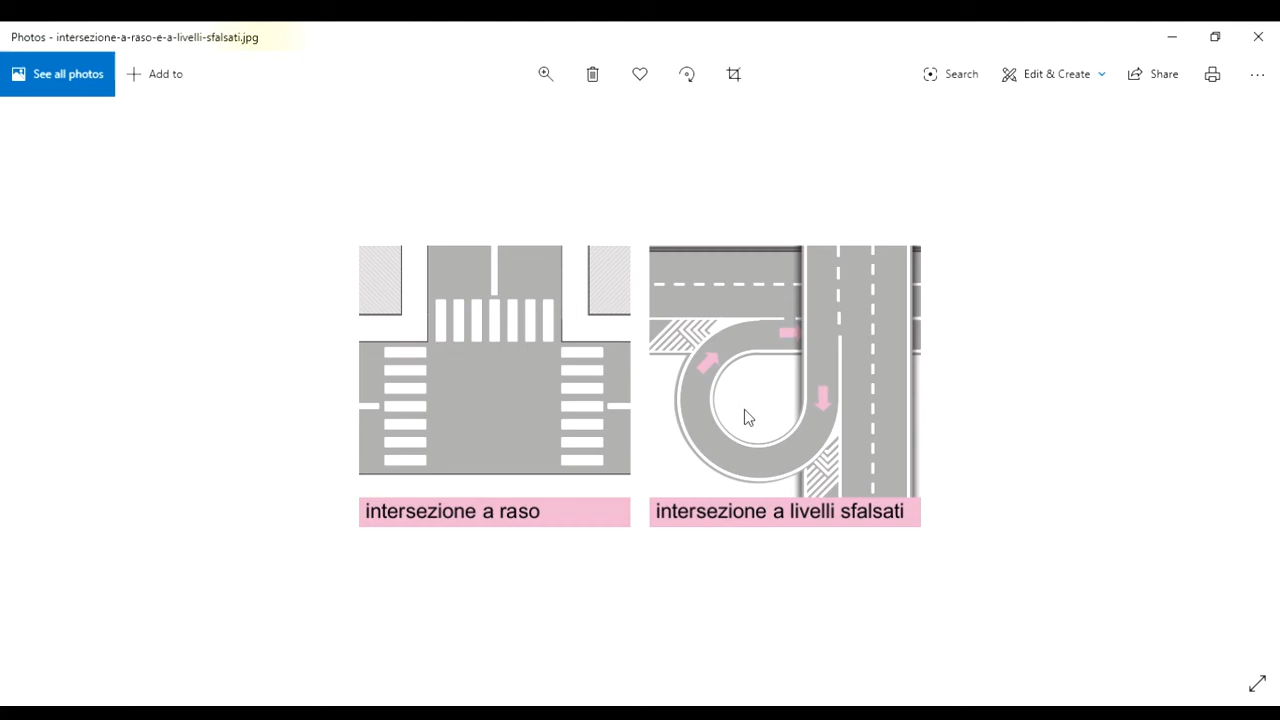 Photos - intersezione-a-raso-e-a-livelli-sfalsati.jpg
See all photos
Add to
Search
Edit & Create
Share
intersezione a raso
intersezione a livelli sfalsati